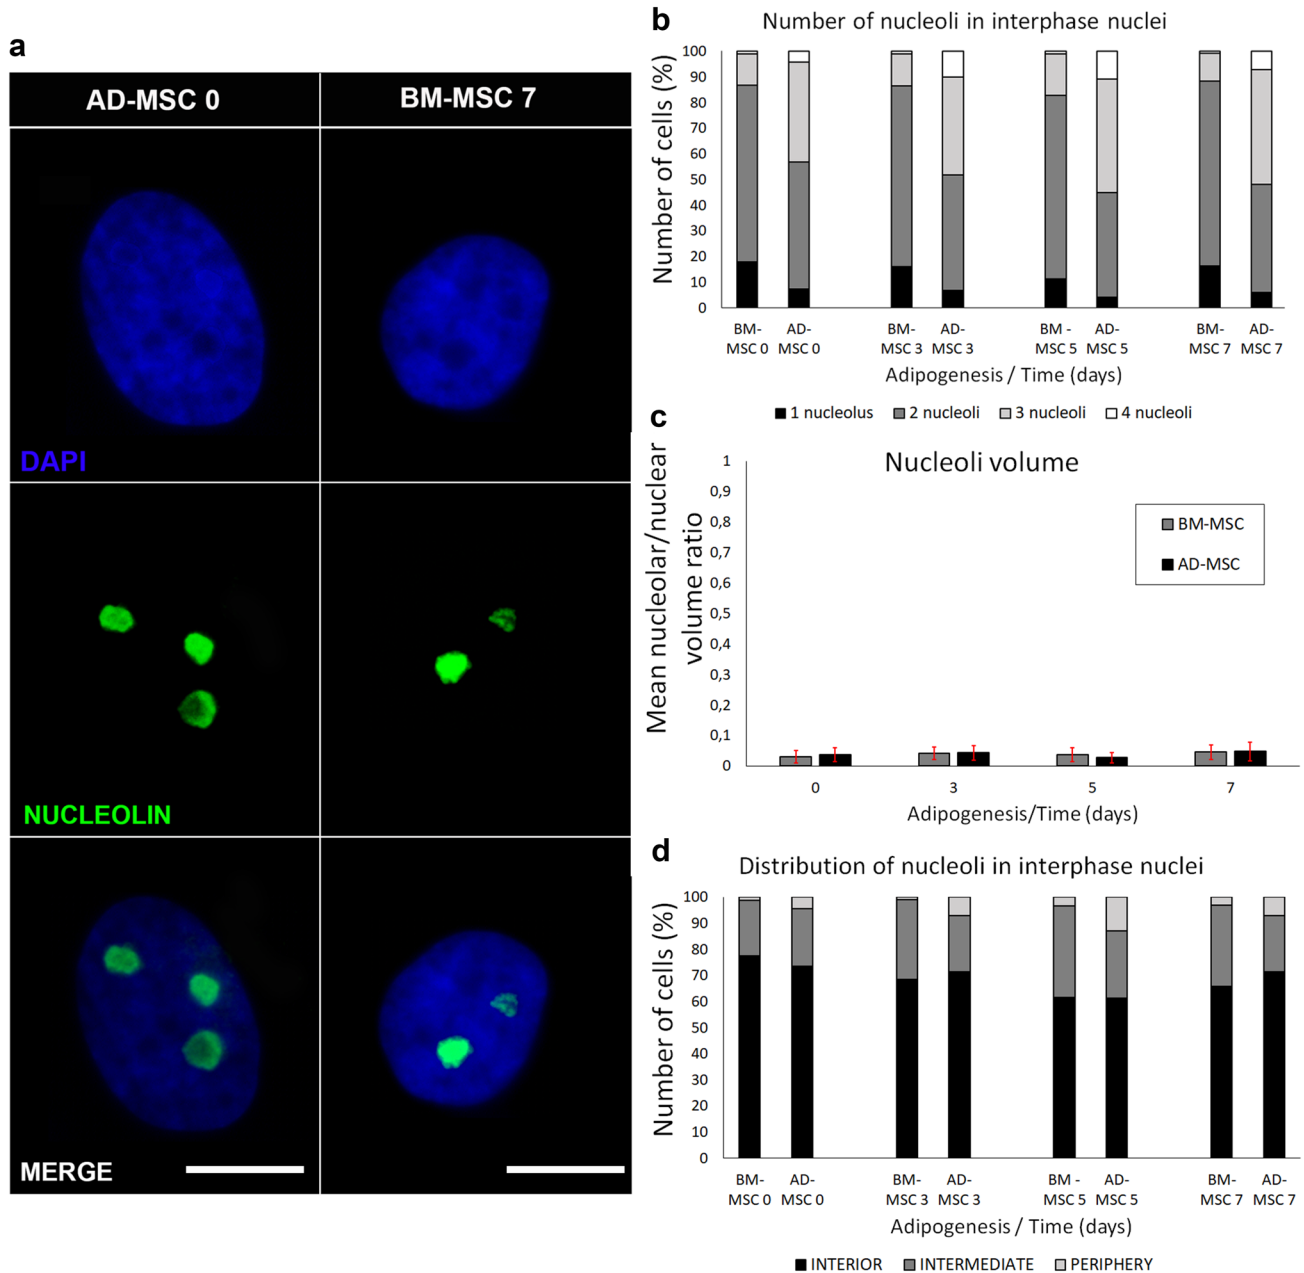 a
AD-MSC 0
BM-MSC 7
DAPI
NUCLEOLIN
MERGE
b
Number of nucleoli in interphase nuclei
Number of cells (%)
100
90
80
70
60
50
40
30
20
10
0
BM-
MSC 0
AD-
MSC 0
BM-
MSC 3
AD-
MSC 3
BM -
MSC 5
AD-
MSC 5
BM-
MSC 7
AD-
MSC 7
Adipogenesis / Time (days)
1 nucleolus
2 nucleoli
3 nucleoli
4 nucleoli
c
Nucleoli volume
Mean nucleolar/nuclear
volume ratio
1
0,9
0,8
0,7
0,6
0,5
0,4
0,3
0,2
0,1
0
BM-MSC
AD-MSC
0
3
5
7
Adipogenesis/Time (days)
d
Distribution of nucleoli in interphase nuclei
Number of cells (%)
100
90
80
70
60
50
40
30
20
10
0
BM-
MSC 0
AD-
MSC 0
BM-
MSC 3
AD-
MSC 3
BM -
MSC 5
AD-
MSC 5
BM-
MSC 7
AD-
MSC 7
Adipogenesis / Time (days)
INTERIOR
INTERMEDIATE
PERIPHERY